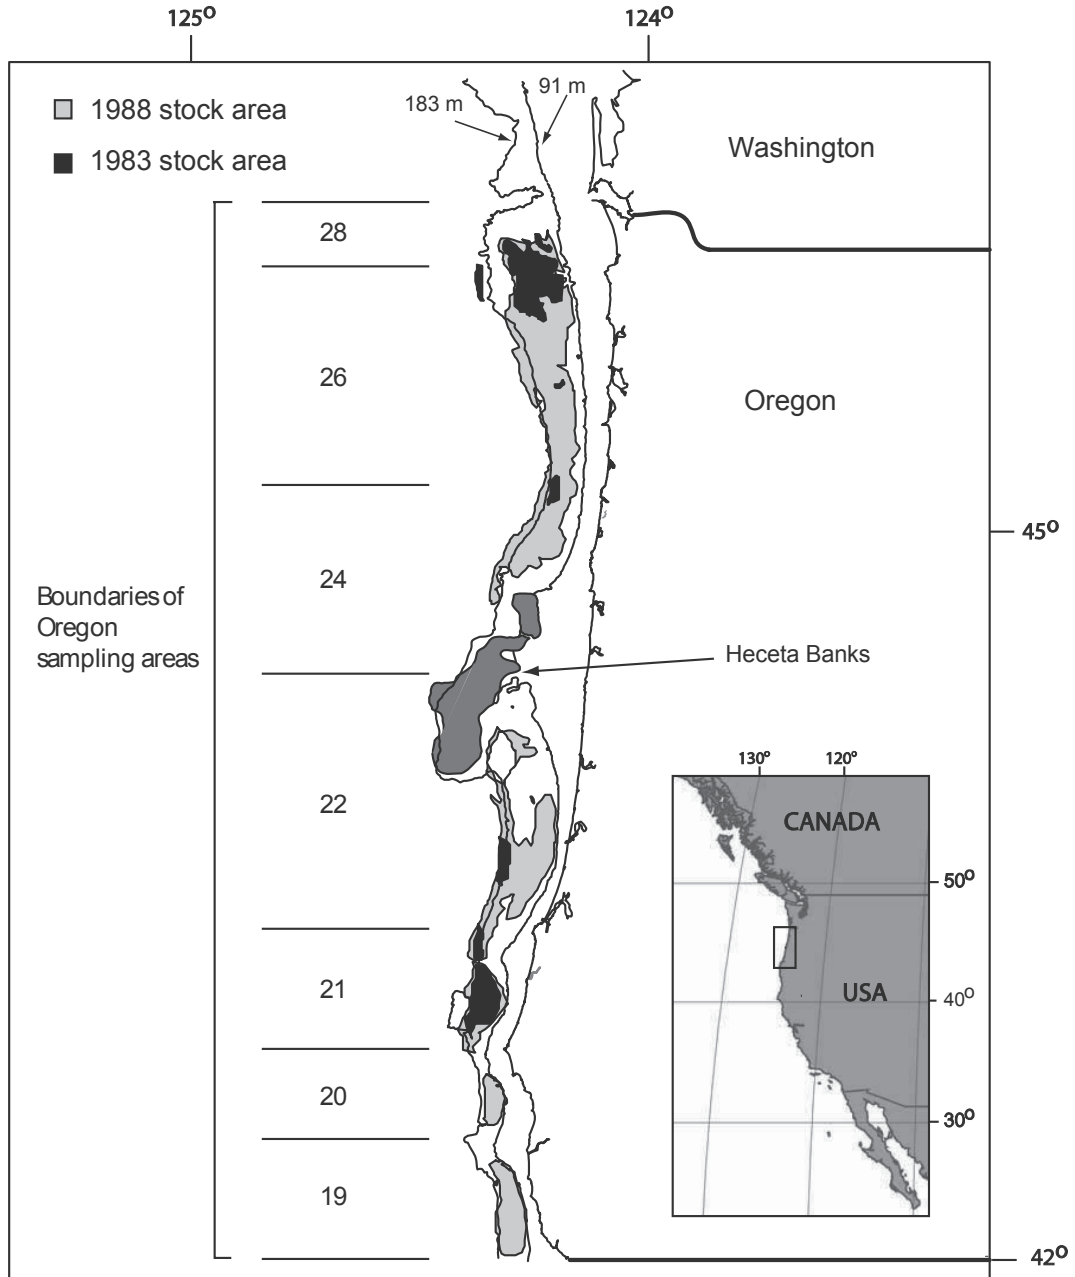 125°
124°
183 m
91 m
1988 stock area
1983 stock area
Washington
28
26
Oregon
45°
24
Boundaries of
Oregon
sampling areas
Heceta Banks
130°
120°
22
CANADA
50°
21
USA
40°
20
30°
19
42°